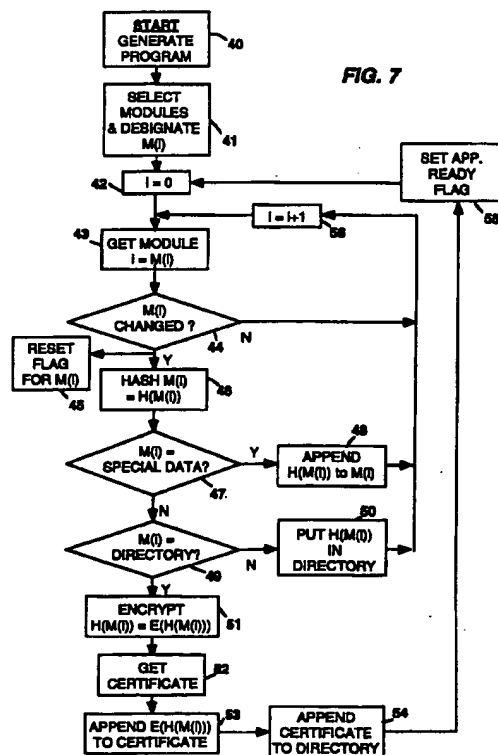 START
GENERATE
PROGRAM
40
FIG. 7
SELECT
MODULES
& DESIGNATE
M(I)
41
SET APP.
READY
FLAG
55
42
I = 0
I = I+1
56
43
GET MODULE
I = M(I)
M(I)
CHANGED ?
44
N
Y
RESET
FLAG
FOR M(I)
45
HASH M(I)
= H(M(I))
46
M(I) =
SPECIAL DATA?
47
Y
48
APPEND
H(M(I)) to M(I)
N
M(I) =
DIRECTORY?
49
N
50
PUT H(M(I))
IN
DIRECTORY
Y
ENCRYPT
H(M(I)) = E(H(M(I)))
51
GET
CERTIFICATE
52
APPEND E(H(M(I)))
TO CERTIFICATE
53
APPEND
CERTIFICATE
TO DIRECTORY
54